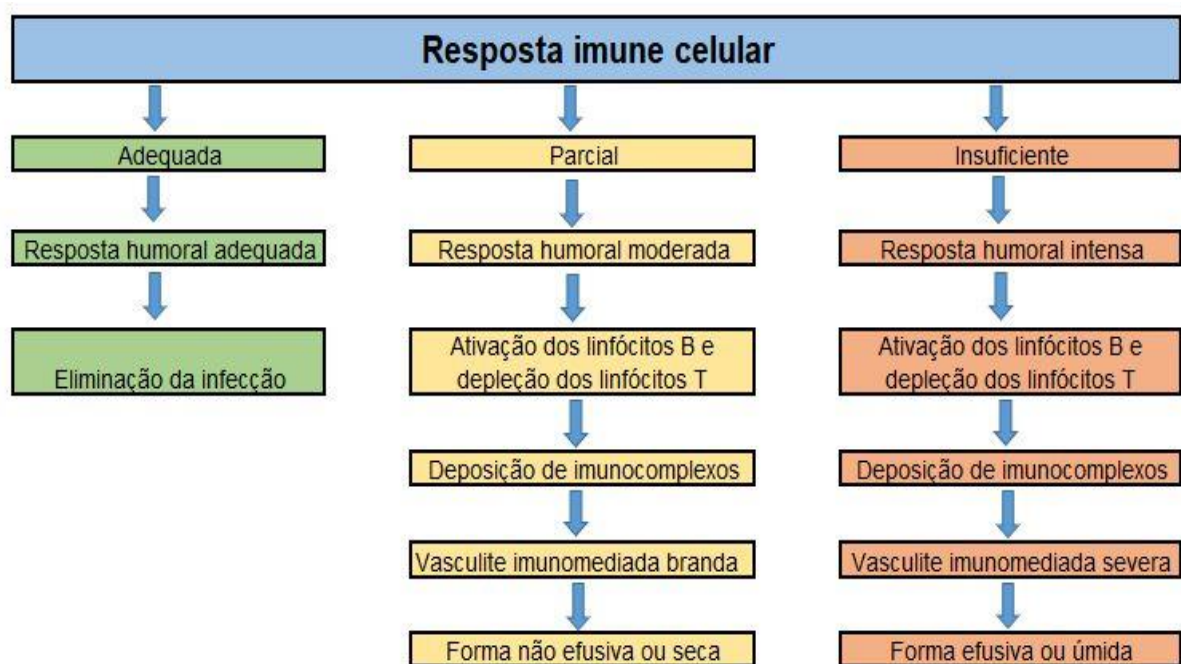 Resposta imune celular
Adequada
Parcial
Insuficiente
Resposta humoral adequada
Resposta humoral moderada
Resposta humoral intensa
Eliminação da infecção
Ativação dos linfócitos B e
depleção dos linfócitos T
Ativação dos linfócitos B e
depleção dos linfócitos T
Deposição de imunocomplexos
Deposição de imunocomplexos
Vasculite imunomediada branda
Vasculite imunomediada severa
Forma não efusiva ou seca
Forma efusiva ou úmida